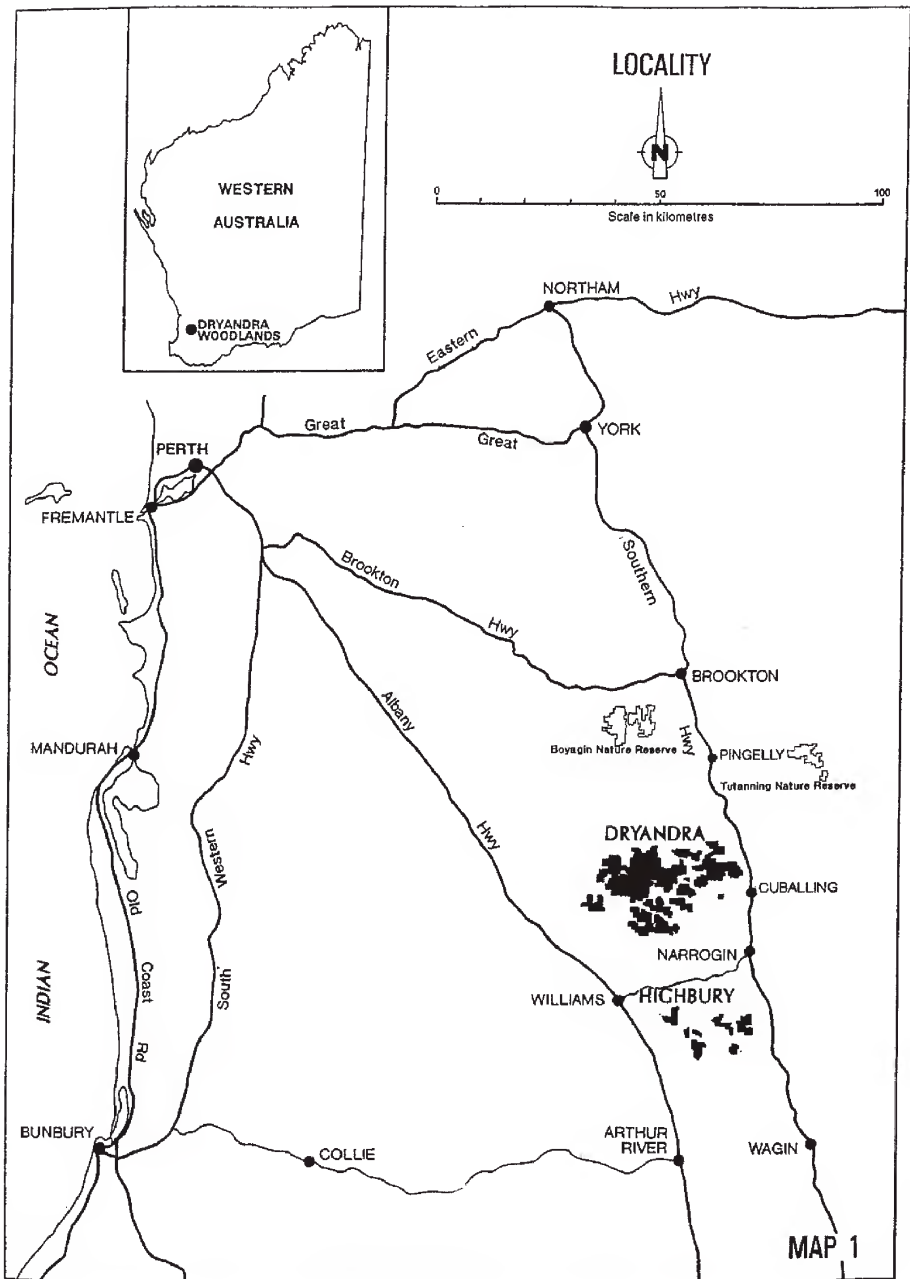 LOCALITY
N
0
50
100
Scale in kilometres
WESTERN
AUSTRALIA
DRYANDRA
WOODLANDS
NORTHAM
Hwy
Eastern
Great
Great
YORK
PERTH
FREMANTLE
Southern
Brookton
Hwy
BROOKTON
OCEAN
Albany
MANDURAH
Hwy
Boyagin Nature Reserve
Hwy
PINGELLY
Tutanning Nature Reserve
Hwy
DRYANDRA
Western
CUBALLING
Old
NARROGIN
Coast
South
INDIAN
WILLIAMS
HIGHBURY
Rd
BUNBURY
COLLIE
ARTHUR
RIVER
WAGIN
MAP 1